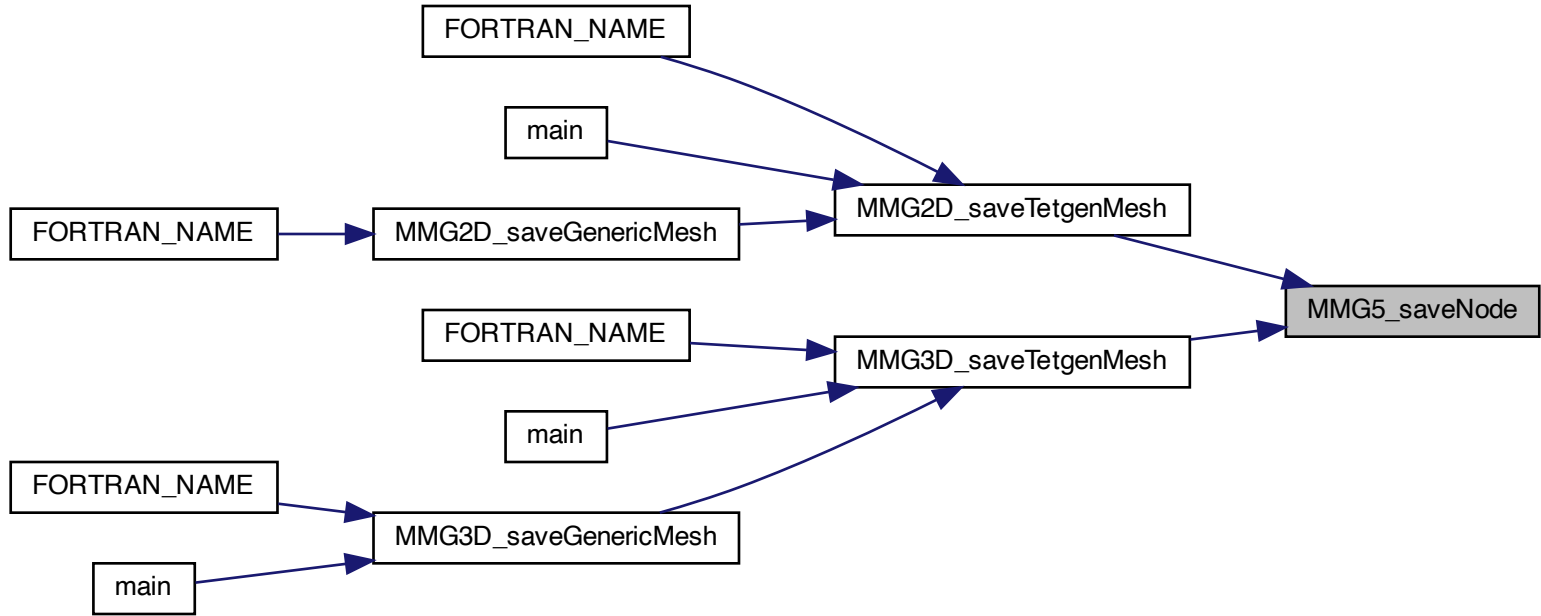 FORTRAN_NAME
main
MMG2D_saveTetgenMesh
FORTRAN_NAME
MMG2D_saveGenericMesh
MMG5_saveNode
FORTRAN_NAME
MMG3D_saveTetgenMesh
main
FORTRAN_NAME
MMG3D_saveGenericMesh
main